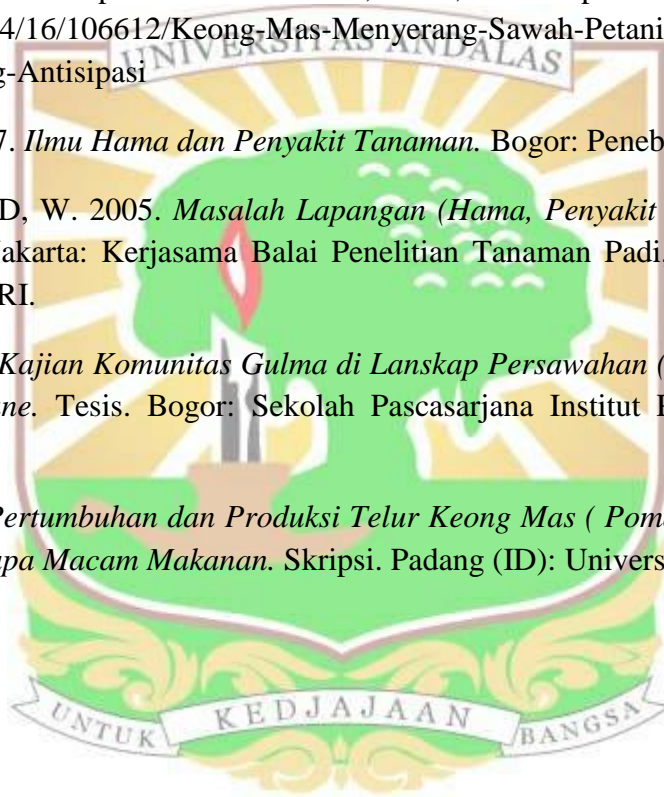 4/16/106612/Keong-Mas-Menyerang-Sawah-Petani
UNIVERSITAS ANDALAS
g-Antisipasi
7. Ilmu Hama dan Penyakit Tanaman. Bogor: Peneb
D, W. 2005. Masalah Lapangan (Hama, Penyakit
Jakarta: Kerjasama Balai Penelitian Tanaman Padi,
RI.
Kajian Komunitas Gulma di Lanskap Persawahan (
ne. Tesis. Bogor: Sekolah Pascasarjana Institut
Pertumbuhan dan Produksi Telur Keong Mas ( Pom
apa Macam Makanan. Skripsi. Padang (ID): Univers
UNTUK KEDJAJAAN BANGSA